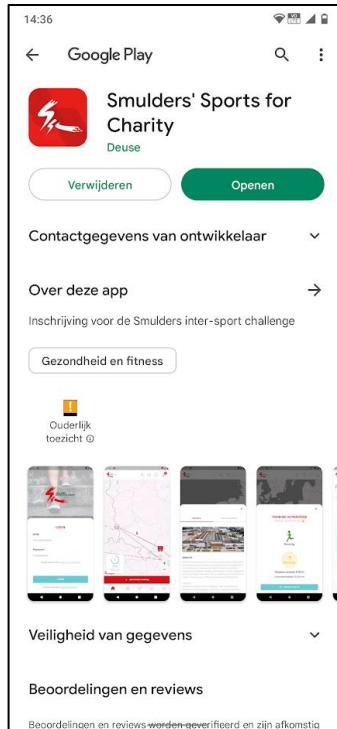 14:36
Google Play
Smulders' Sports for
Charity
Deuse
Verwijderen
Openen
Contactgegevens van ontwikkelaar
Over deze app
Inschrijving voor de Smulders inter-sport challenge
Gezondheid en fitness
Ouderlijk
toezicht
Veiligheid van gegevens
Beoordelingen en reviews
Beoordelingen en reviews worden geverifieerd en zijn afkomstig